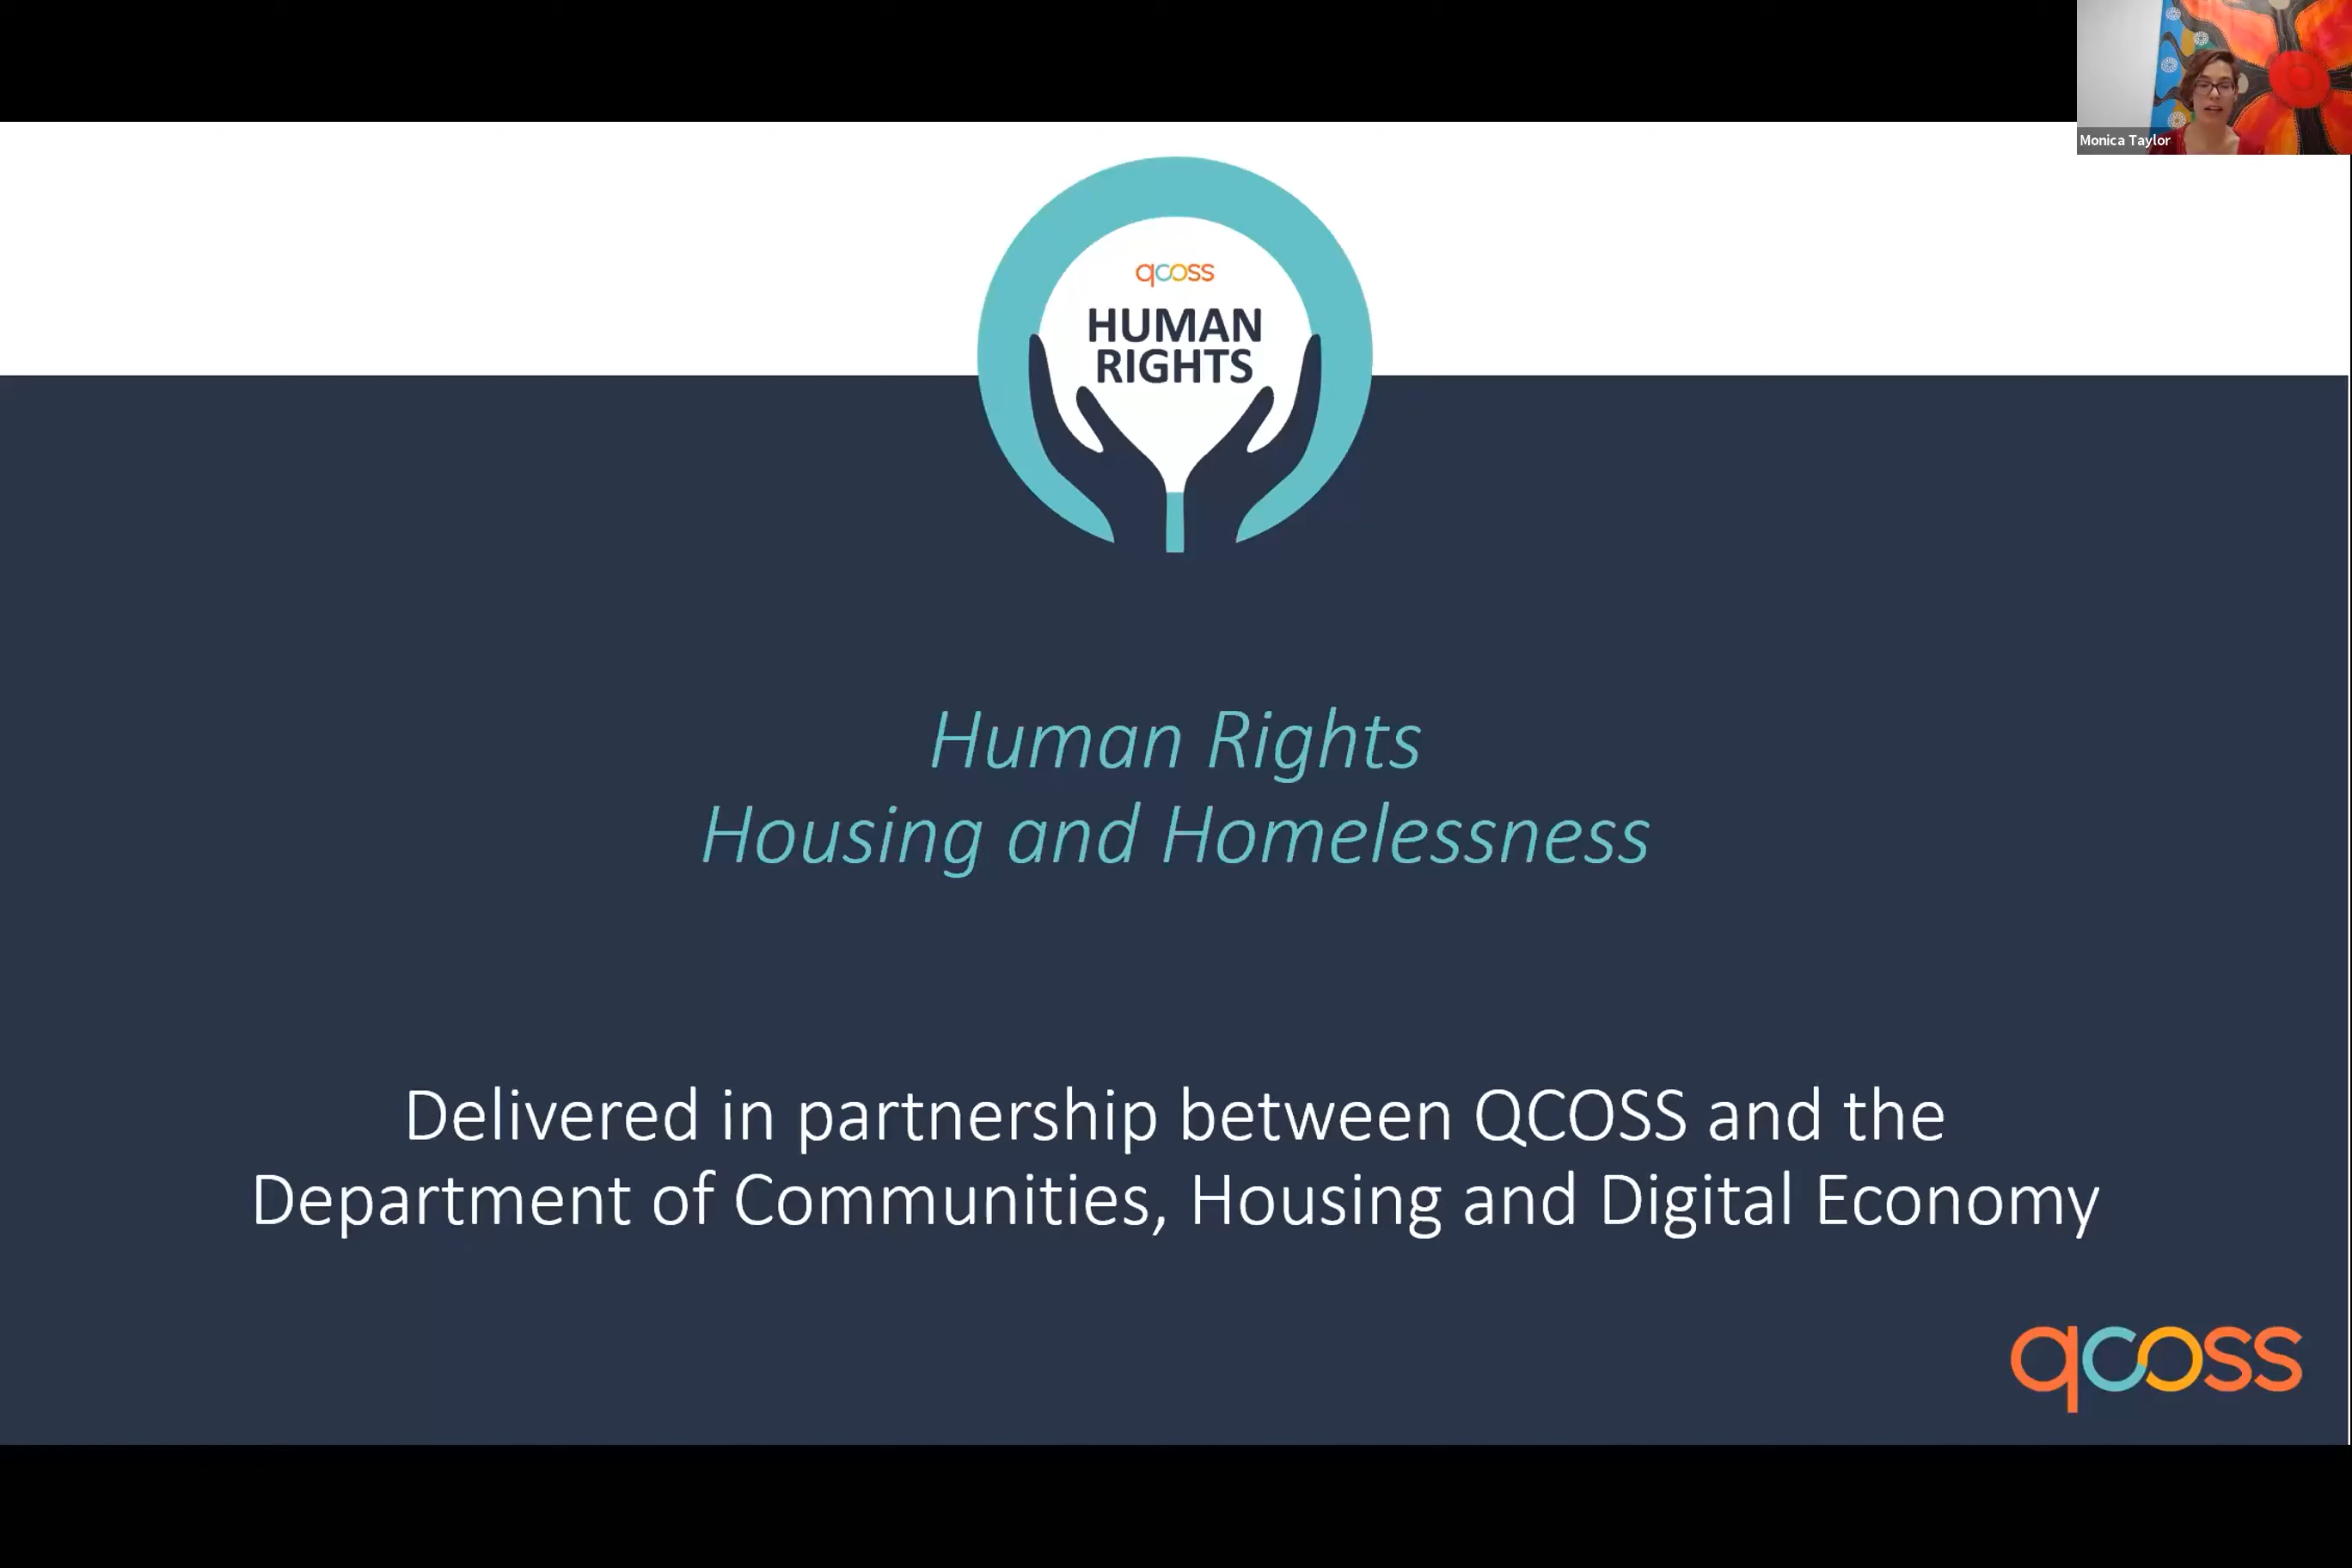 Monica Taylor
qcoss
HUMAN
RIGHTS
Human Rights
Housing and Homelessness
Delivered in partnership between QCOSS and the
Department of Communities, Housing and Digital Economy
qcoss